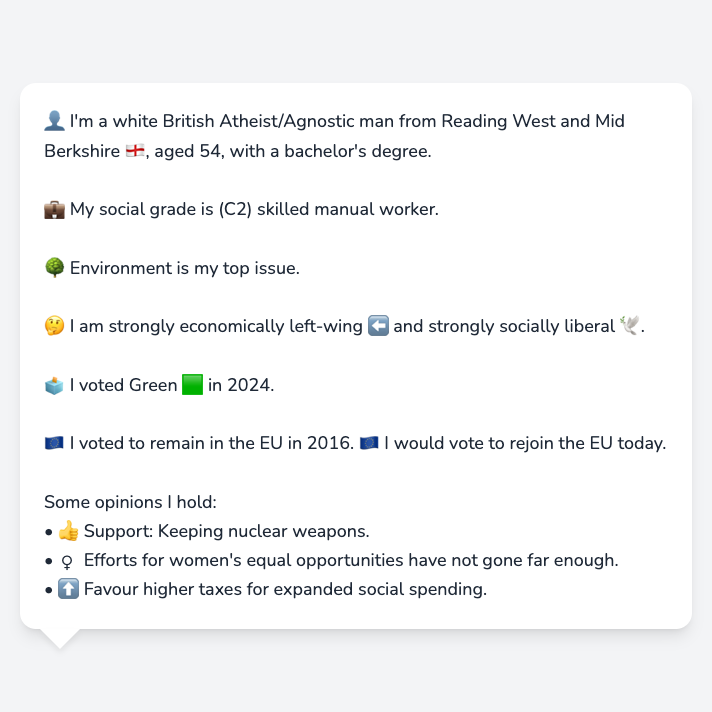 👤 I'm a white British Atheist/Agnostic man from Reading West and Mid
Berkshire 🏴󠁧󠁢󠁥󠁮󠁧󠁿, aged 54, with a bachelor's degree.
💼 My social grade is (C2) skilled manual worker.
🌳 Environment is my top issue.
🤔 I am strongly economically left-wing ⬅️ and strongly socially liberal 🕊️.
🗳️ I voted Green 🟩 in 2024.
🇪🇺 I voted to remain in the EU in 2016. 🇪🇺 I would vote to rejoin the EU today.
Some opinions I hold:
• 👍 Support: Keeping nuclear weapons.
• ♀ Efforts for women's equal opportunities have not gone far enough.
• ⬆️ Favour higher taxes for expanded social spending.